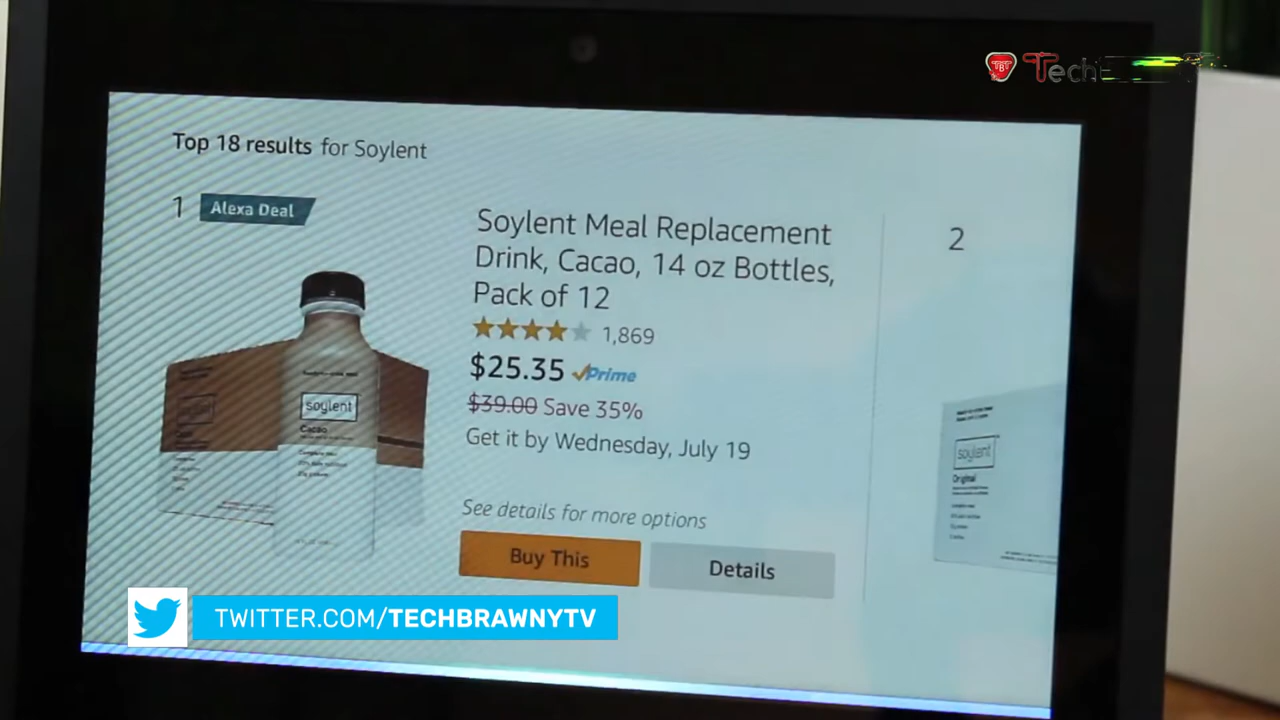 Tech
Top 18 results for Soylent
1
Alexa Deal
Soylent Meal Replacement
Drink, Cacao, 14 oz Bottles,
Pack of 12
1,869
$25.35 Prime
$39.00 Save 35%
Get it by Wednesday, July 19
See details for more options
Buy This
Details
2
soylent
Cacao
soylent
Original
TWITTER.COM/TECHBRAWNYTV